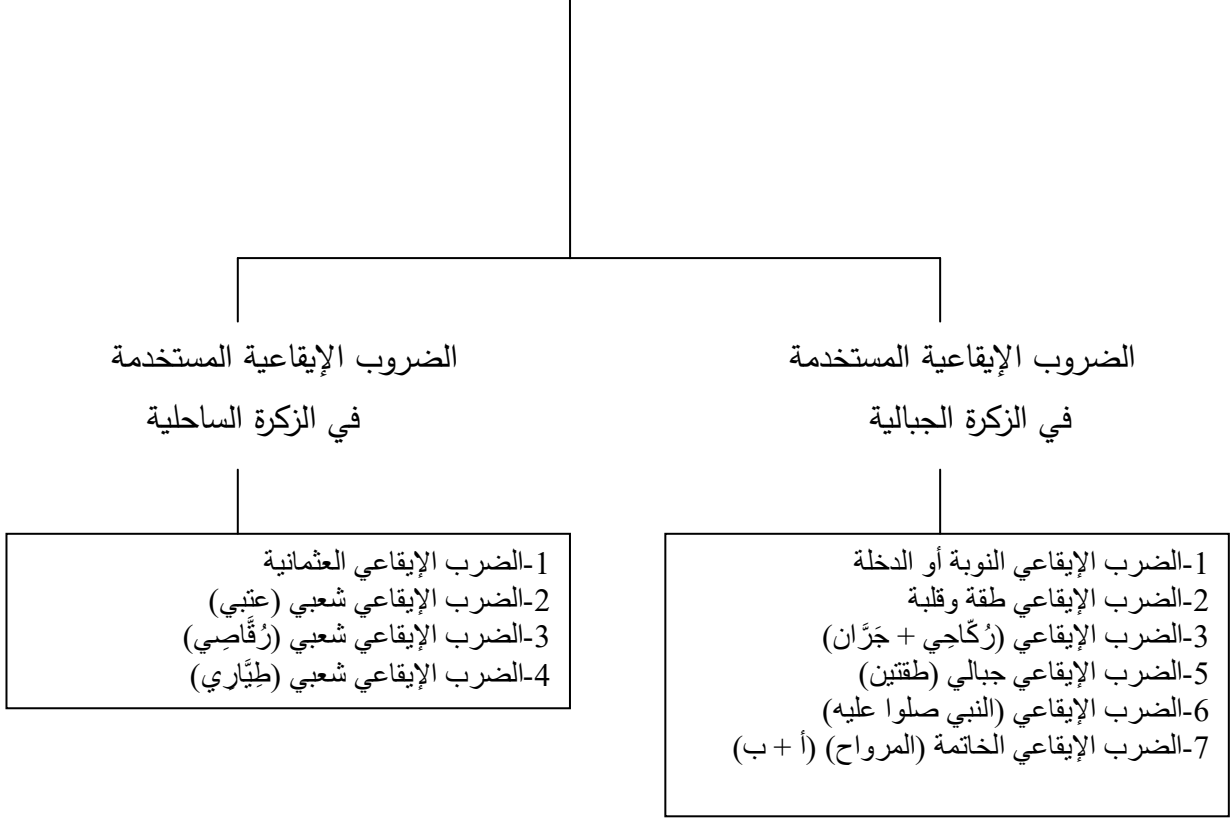 الضروب الإيقاعية المستخدمة
في الزكرة الجبالية
1-الضرب الإيقاعي النوبة أو الدخلة
2-الضرب الإيقاعي طقة وقلبة
3-الضرب الإيقاعي (رُكّاحِي + جَرَّان)
5-الضرب الإيقاعي جبالي (طقتين)
6-الضرب الإيقاعي (النبي صلوا عليه)
7-الضرب الإيقاعي الخاتمة (المرواح) (أ + ب)
الضروب الإيقاعية المستخدمة
في الزكرة الساحلية
1-الضرب الإيقاعي العثمانية
2-الضرب الإيقاعي شعبي (عتبي)
3-الضرب الإيقاعي شعبي (رُقَّاصِي)
4-الضرب الإيقاعي شعبي (طِيَّارِي)